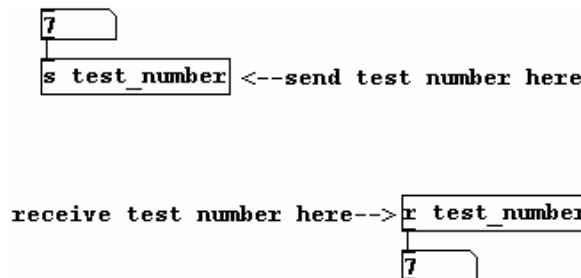 7
s test_number <--send test number here
receive test number here--> r test_number
7